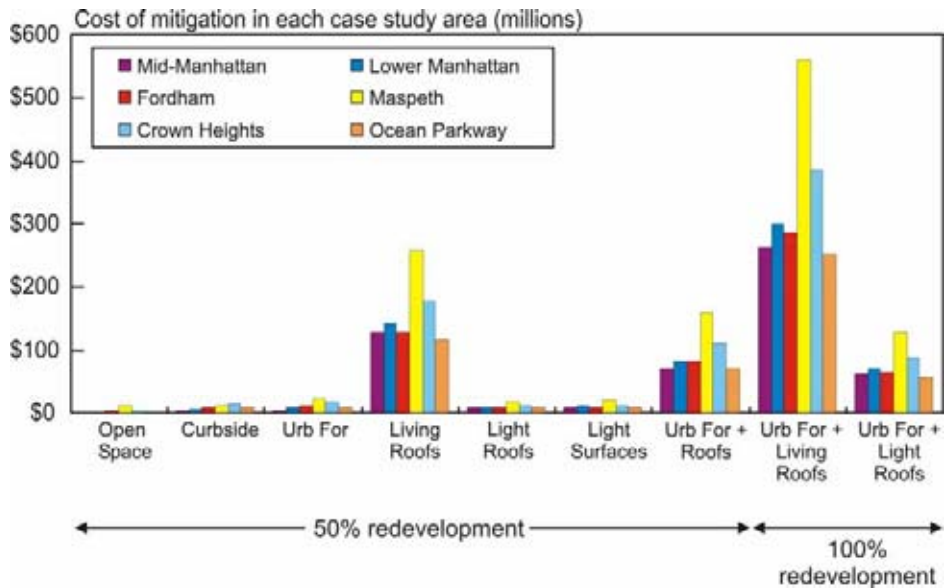 Cost of mitigation in each case study area (millions)
$600
$500
$400
$300
$200
$100
$0
Mid-Manhattan
Lower Manhattan
Fordham
Maspeth
Crown Heights
Ocean Parkway
Open
Space
Curbside
Urb For
Living
Roofs
Light
Roofs
Light
Surfaces
Urb For +
Roofs
Urb For +
Living
Roofs
Urb For +
Light
Roofs
50% redevelopment
100%
redevelopment